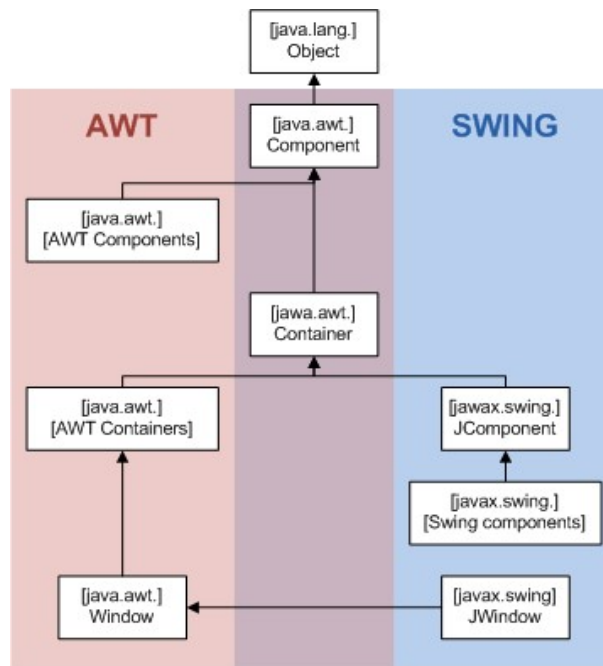 [java.lang.]
Object
AWT
SWING
[java.awt.]
Component
[java.awt.]
[AWT Components]
[jawa.awt.]
Container
[java.awt.]
[AWT Containers]
[jawax.swing.]
JComponent
[javax.swing.]
[Swing components]
[java.awt.]
Window
[javax.swing]
JWindow